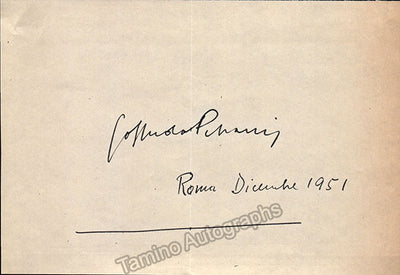 Goffredo Petrassi
Roma Dicembre 1951
Tamino Autographs